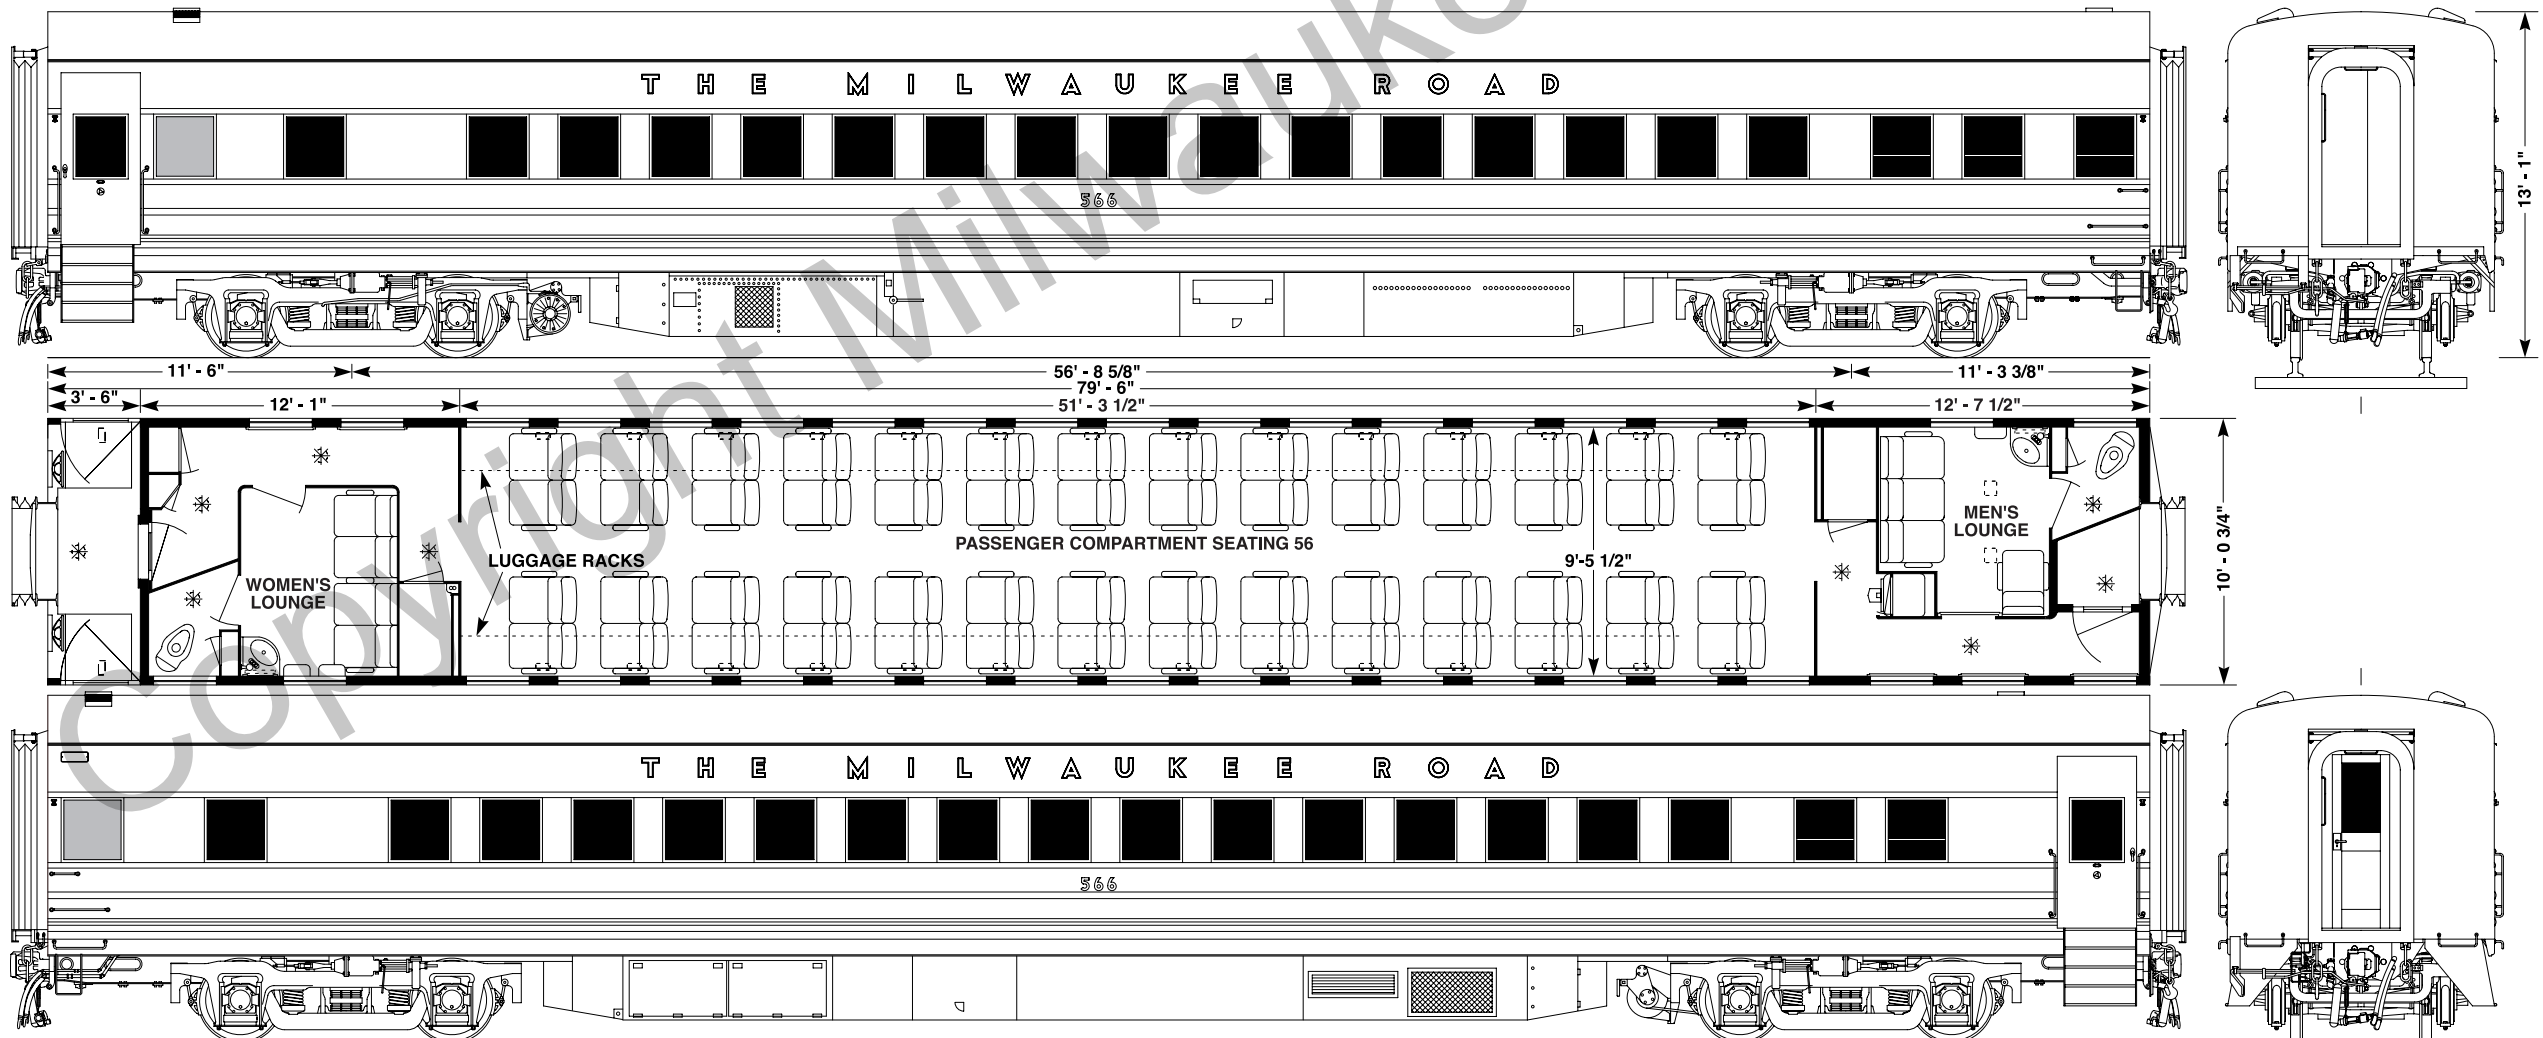 THE MILWAUKEE ROAD
566
13' - 1"
11' - 6"
56' - 8 5/8"
11' - 3 3/8"
79' - 6"
3' - 6"
12' - 1"
51' - 3 1/2"
12' - 7 1/2"
LUGGAGE RACKS
PASSENGER COMPARTMENT SEATING 56
9'-5 1/2"
WOMEN'S
LOUNGE
MEN'S
LOUNGE
10' - 0 3/4"
THE MILWAUKEE ROAD
566
Copyright Milwauke